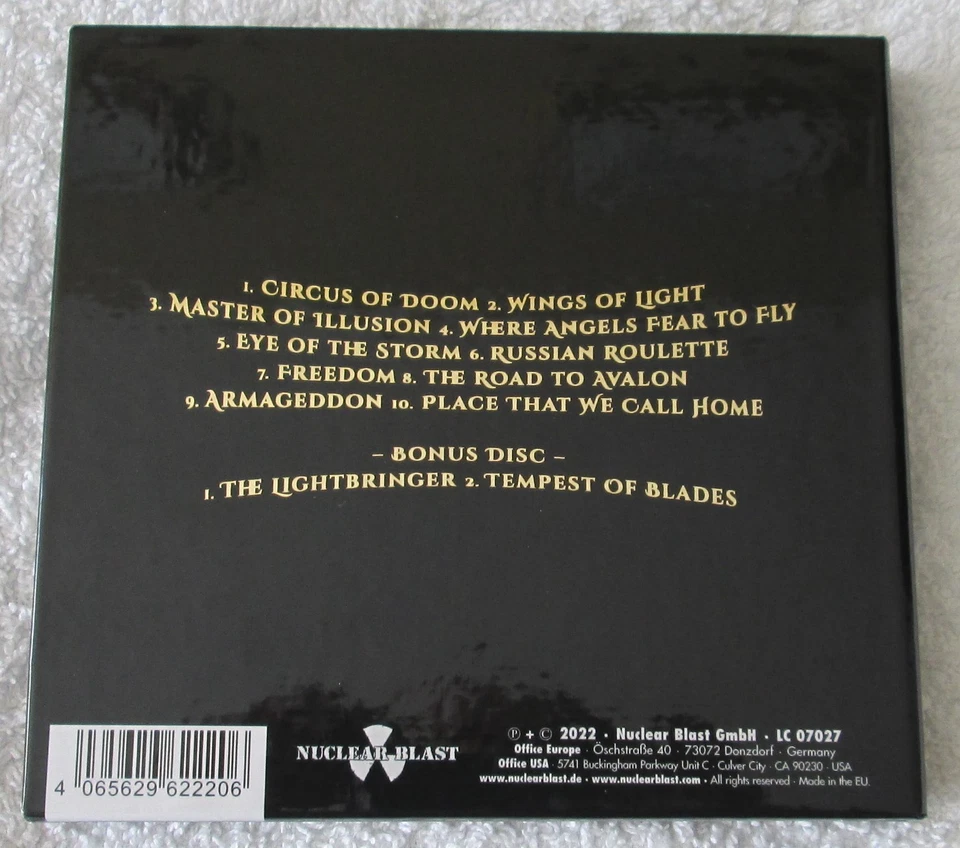 1. CIRCUS OF DOOM 2. WINGS OF LIGHT
3. MASTER OF ILLUSION 4. WHERE ANGELS FEAR TO FLY
5. EYE OF THE STORM 6. RUSSIAN ROULETTE
7. FREEDOM 8. THE ROAD TO AVALON
9. ARMAGEDDON 10. PLACE THAT WE CALL HOME
– BONUS DISC –
1. THE LIGHTBRINGER 2. TEMPEST OF BLADES
4 065629 622206
NUCLEAR BLAST
℗ + © 2022 · Nuclear Blast GmbH · LC 07027
Office Europe · Öschstraße 40 · 73072 Donzdorf · Germany
Office USA · 5741 Buckingham Parkway Unit C · Culver City · CA 90230 · USA
www.nuclearblast.de · www.nuclearblast.com · All rights reserved · Made in the EU.